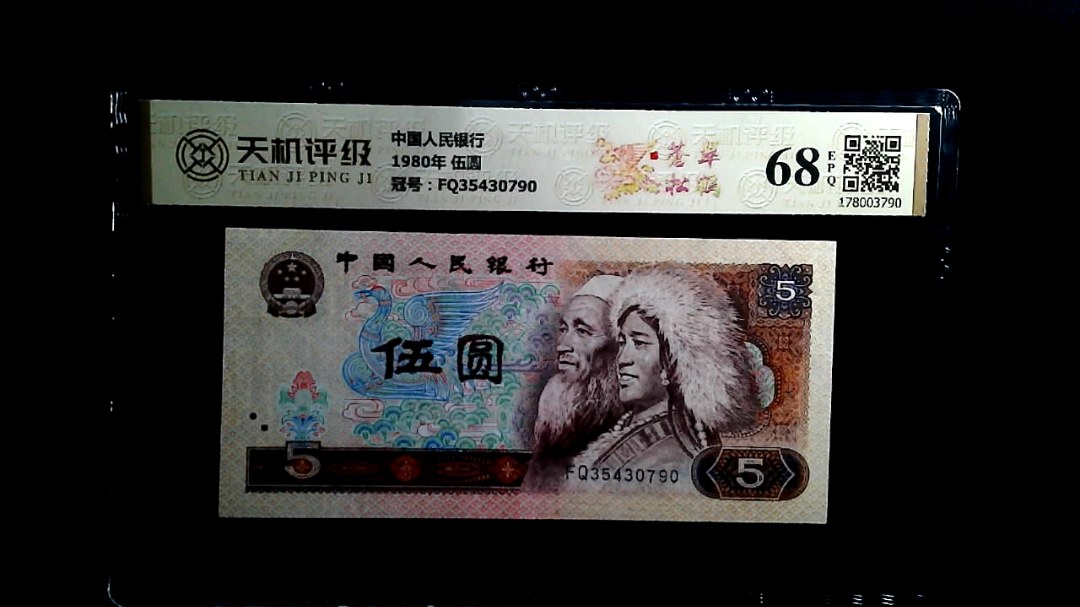 天机评级
TIAN JI PING JI
中国人民银行
1980年 伍圆
冠号：FQ35430790
苍松翠鹤
68
EPQ
178003790
中國人民银行
5
伍圆
5
FQ35430790
5